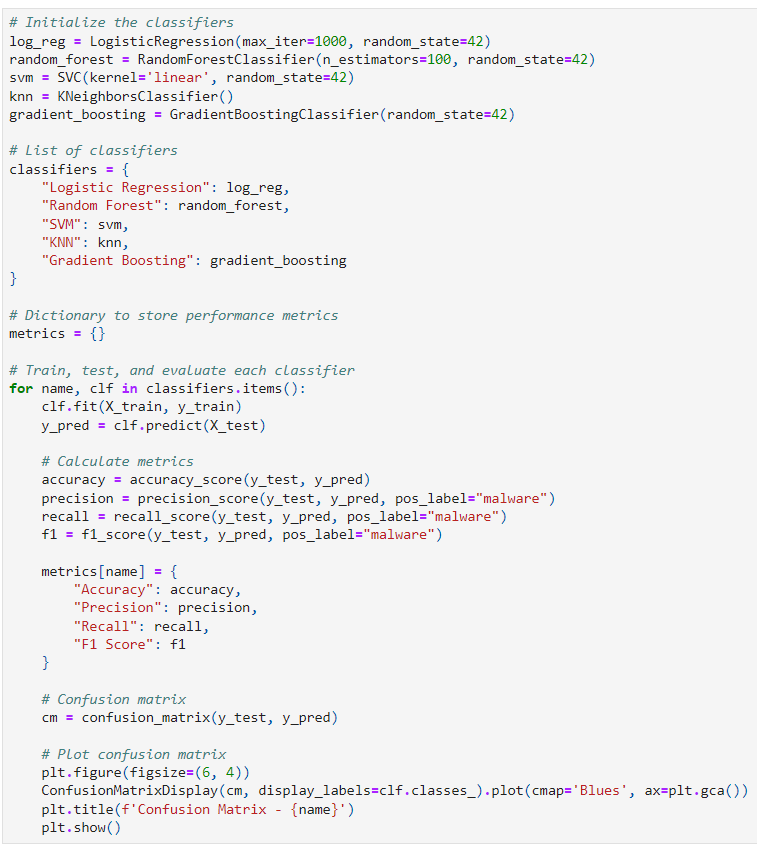 # Initialize the classifiers
log_reg = LogisticRegression(max_iter=1000, random_state=42)
random_forest = RandomForestClassifier(n_estimators=100, random_state=42)
svm = SVC(kernel='linear', random_state=42)
knn = KNeighborsClassifier()
gradient_boosting = GradientBoostingClassifier(random_state=42)

# List of classifiers
classifiers = {
    "Logistic Regression": log_reg,
    "Random Forest": random_forest,
    "SVM": svm,
    "KNN": knn,
    "Gradient Boosting": gradient_boosting
}

# Dictionary to store performance metrics
metrics = {}

# Train, test, and evaluate each classifier
for name, clf in classifiers.items():
    clf.fit(X_train, y_train)
    y_pred = clf.predict(X_test)

    # Calculate metrics
    accuracy = accuracy_score(y_test, y_pred)
    precision = precision_score(y_test, y_pred, pos_label="malware")
    recall = recall_score(y_test, y_pred, pos_label="malware")
    f1 = f1_score(y_test, y_pred, pos_label="malware")

    metrics[name] = {
        "Accuracy": accuracy,
        "Precision": precision,
        "Recall": recall,
        "F1 Score": f1
    }

    # Confusion matrix
    cm = confusion_matrix(y_test, y_pred)

    # Plot confusion matrix
    plt.figure(figsize=(6, 4))
    ConfusionMatrixDisplay(cm, display_labels=clf.classes_).plot(cmap='Blues', ax=plt.gca())
    plt.title(f'Confusion Matrix - {name}')
    plt.show()